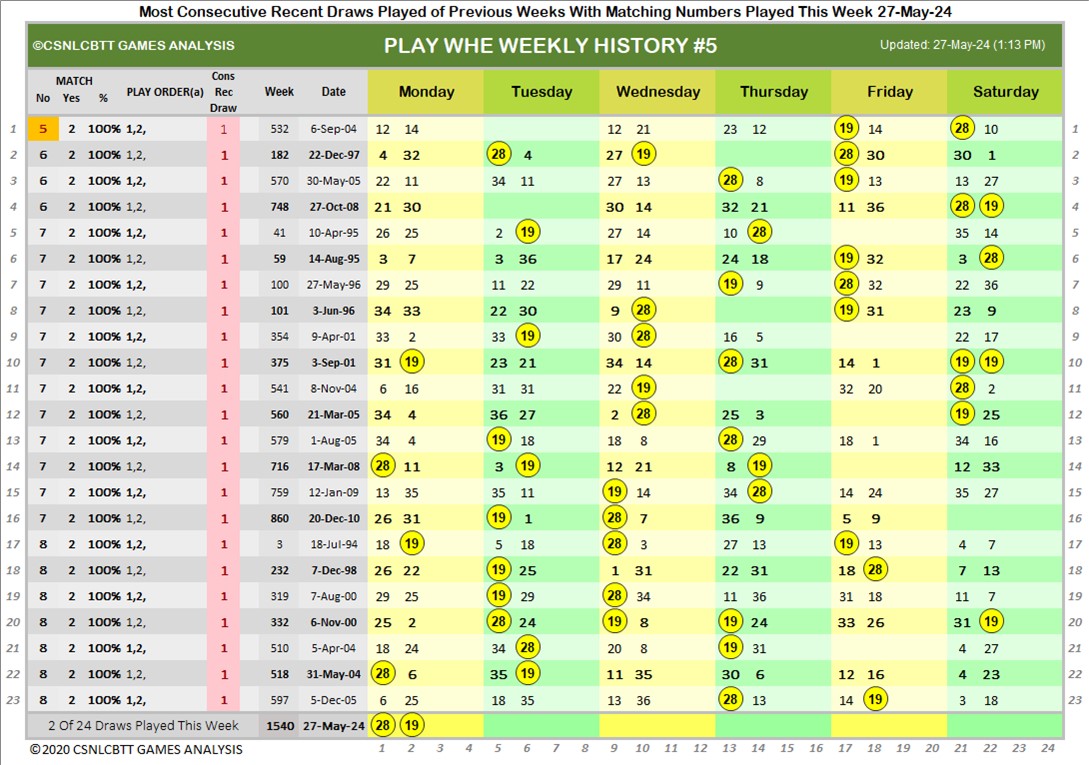 Most Consecutive Recent Draws Played of Previous Weeks With Matching Numbers Played This Week 27-May-24
©CSNLCBTT GAMES ANALYSIS PLAY WHE WEEKLY HISTORY #5 Updated: 27-May-24 (1:13 PM)
MATCH Cons
No Yes % PLAY ORDER(a) Rec Week Date Monday Tuesday Wednesday Thursday Friday Saturday
Draw
1 5 2 100% 1,2, 1 532 6-Sep-04 12 14 12 21 23 12 19 14 28 10 1
2 6 2 100% 1,2, 1 182 22-Dec-97 4 32 28 4 27 19 28 30 30 1 2
3 6 2 100% 1,2, 1 570 30-May-05 22 11 34 11 27 13 28 8 19 13 13 27 3
4 6 2 100% 1,2, 1 748 27-Oct-08 21 30 30 14 32 21 11 36 28 19 4
5 7 2 100% 1,2, 1 41 10-Apr-95 26 25 2 19 27 14 10 28 35 14 5
6 7 2 100% 1,2, 1 59 14-Aug-95 3 7 3 36 17 24 24 18 19 32 3 28 6
7 7 2 100% 1,2, 1 100 27-May-96 29 25 11 22 29 11 19 9 28 32 22 36 7
8 7 2 100% 1,2, 1 101 3-Jun-96 34 33 22 30 9 28 19 31 23 9 8
9 7 2 100% 1,2, 1 354 9-Apr-01 33 2 33 19 30 28 16 5 22 17 9
10 7 2 100% 1,2, 1 375 3-Sep-01 31 19 23 21 34 14 28 31 14 1 19 19 10
11 7 2 100% 1,2, 1 541 8-Nov-04 6 16 31 31 22 19 32 20 28 2 11
12 7 2 100% 1,2, 1 560 21-Mar-05 34 4 36 27 2 28 25 3 19 25 12
13 7 2 100% 1,2, 1 579 1-Aug-05 34 4 19 18 18 8 28 29 18 1 34 16 13
14 7 2 100% 1,2, 1 716 17-Mar-08 28 11 3 19 12 21 8 19 12 33 14
15 7 2 100% 1,2, 1 759 12-Jan-09 13 35 35 11 19 14 34 28 14 24 35 27 15
16 7 2 100% 1,2, 1 860 20-Dec-10 26 31 19 1 28 7 36 9 5 9 16
17 8 2 100% 1,2, 1 3 18-Jul-94 18 19 5 18 28 3 27 13 19 13 4 7 17
18 8 2 100% 1,2, 1 232 7-Dec-98 26 22 19 25 1 31 22 31 18 28 7 13 18
19 8 2 100% 1,2, 1 319 7-Aug-00 29 25 19 29 28 34 11 36 31 18 11 7 19
20 8 2 100% 1,2, 1 332 6-Nov-00 25 2 28 24 19 8 19 24 33 26 31 19 20
21 8 2 100% 1,2, 1 510 5-Apr-04 18 24 34 28 20 8 19 31 4 27 21
22 8 2 100% 1,2, 1 518 31-May-04 28 6 35 19 11 35 30 6 12 16 4 23 22
23 8 2 100% 1,2, 1 597 5-Dec-05 6 25 18 35 13 36 28 13 14 19 3 18 23
2 Of 24 Draws Played This Week 1540 27-May-24 28 19
©2020 CSNLCBTT GAMES ANALYSIS 1 2 3 4 5 6 7 8 9 10 11 12 13 14 15 16 17 18 19 20 21 22 23 24